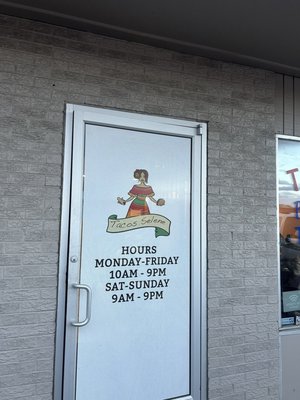 Tacos Selene
HOURS
MONDAY-FRIDAY
10AM - 9PM
SAT-SUNDAY
9AM - 9PM